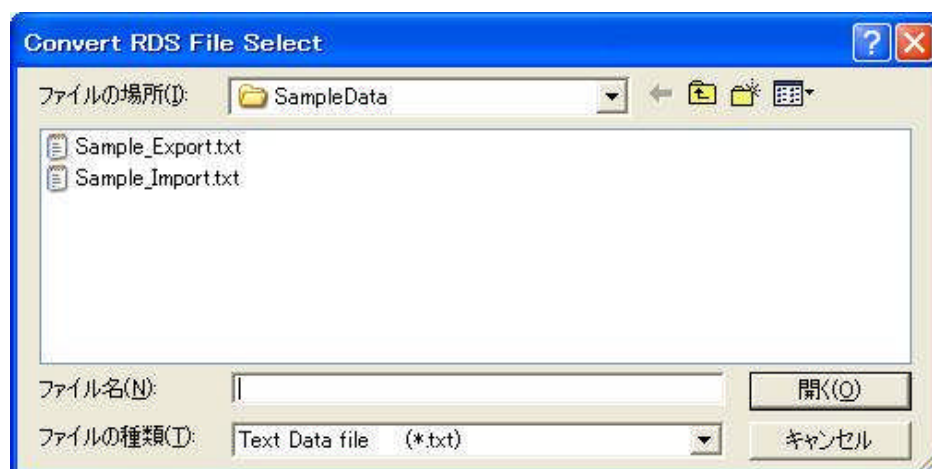 Convert RDS File Select
ファイルの場所(I):
SampleData
Sample_Export.txt
Sample_Import.txt
ファイル名(N):
開く(O)
ファイルの種類(T):
Text Data file (*.txt)
キャンセル